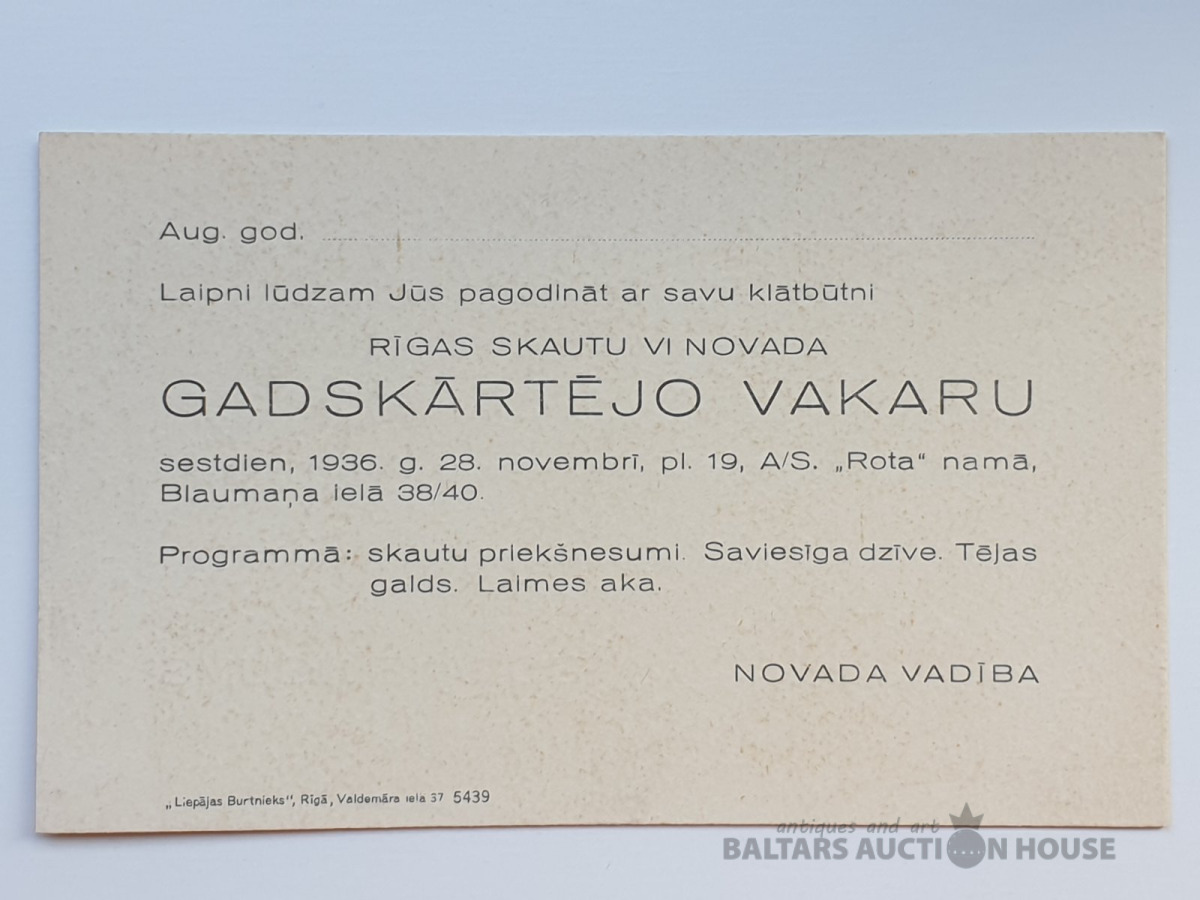 Aug. god.
Laipni lūdzam Jūs pagodināt ar savu klātbūtni
RĪGAS SKAUTU VI NOVADA
GADSKĀRTĒJO VAKARU
sestdien, 1936. g. 28. novembrī, pl. 19, A/S. „Rota“ namā,
Blaumaņa ielā 38/40.
Programmā: skautu priekšnesumi. Saviesīga dzīve. Tējas
galds. Laimes aka.
NOVADA VADĪBA
„Liepājas Burtnieks“, Rīgā, Valdemāra iela 37 5439
antiques and art
BALTARS AUCTION HOUSE